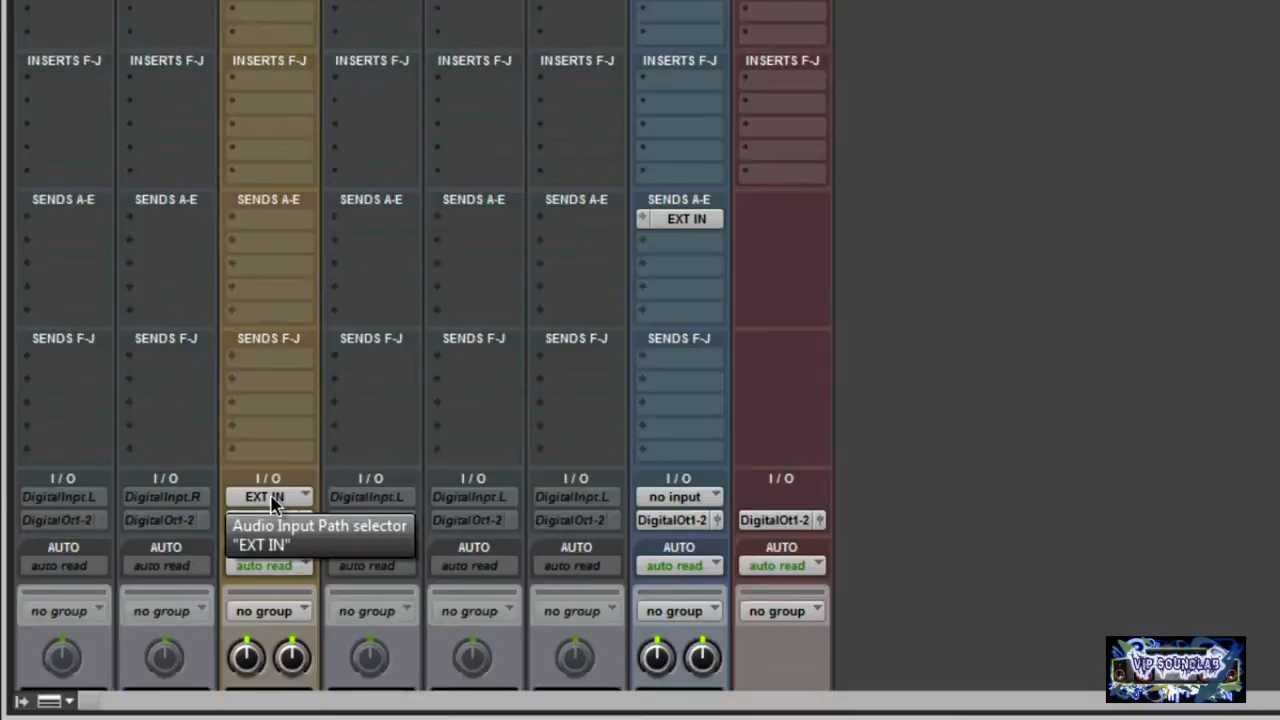 INSERTS F-J INSERTS F-J INSERTS F-J INSERTS F-J INSERTS F-J INSERTS F-J INSERTS F-J INSERTS F-J
SENDS A-E SENDS A-E SENDS A-E SENDS A-E SENDS A-E SENDS A-E SENDS A-E
EXT IN
SENDS F-J SENDS F-J SENDS F-J SENDS F-J SENDS F-J SENDS F-J SENDS F-J
I / O I / O I / O I / O I / O I / O I / O I / O
DigitalInpt.L DigitalInpt.R EXT IN DigitalInpt.L DigitalInpt.L DigitalInpt.L no input
DigitalOt1-2 DigitalOt1-2 DigitalOt1-2 DigitalOt1-2 DigitalOt1-2 DigitalOt1-2
Audio Input Path selector
"EXT IN"
AUTO AUTO AUTO AUTO AUTO AUTO
auto read auto read auto read auto read auto read auto read auto read auto read
no group no group no group no group no group no group no group no group
VIP SOUNDLAB